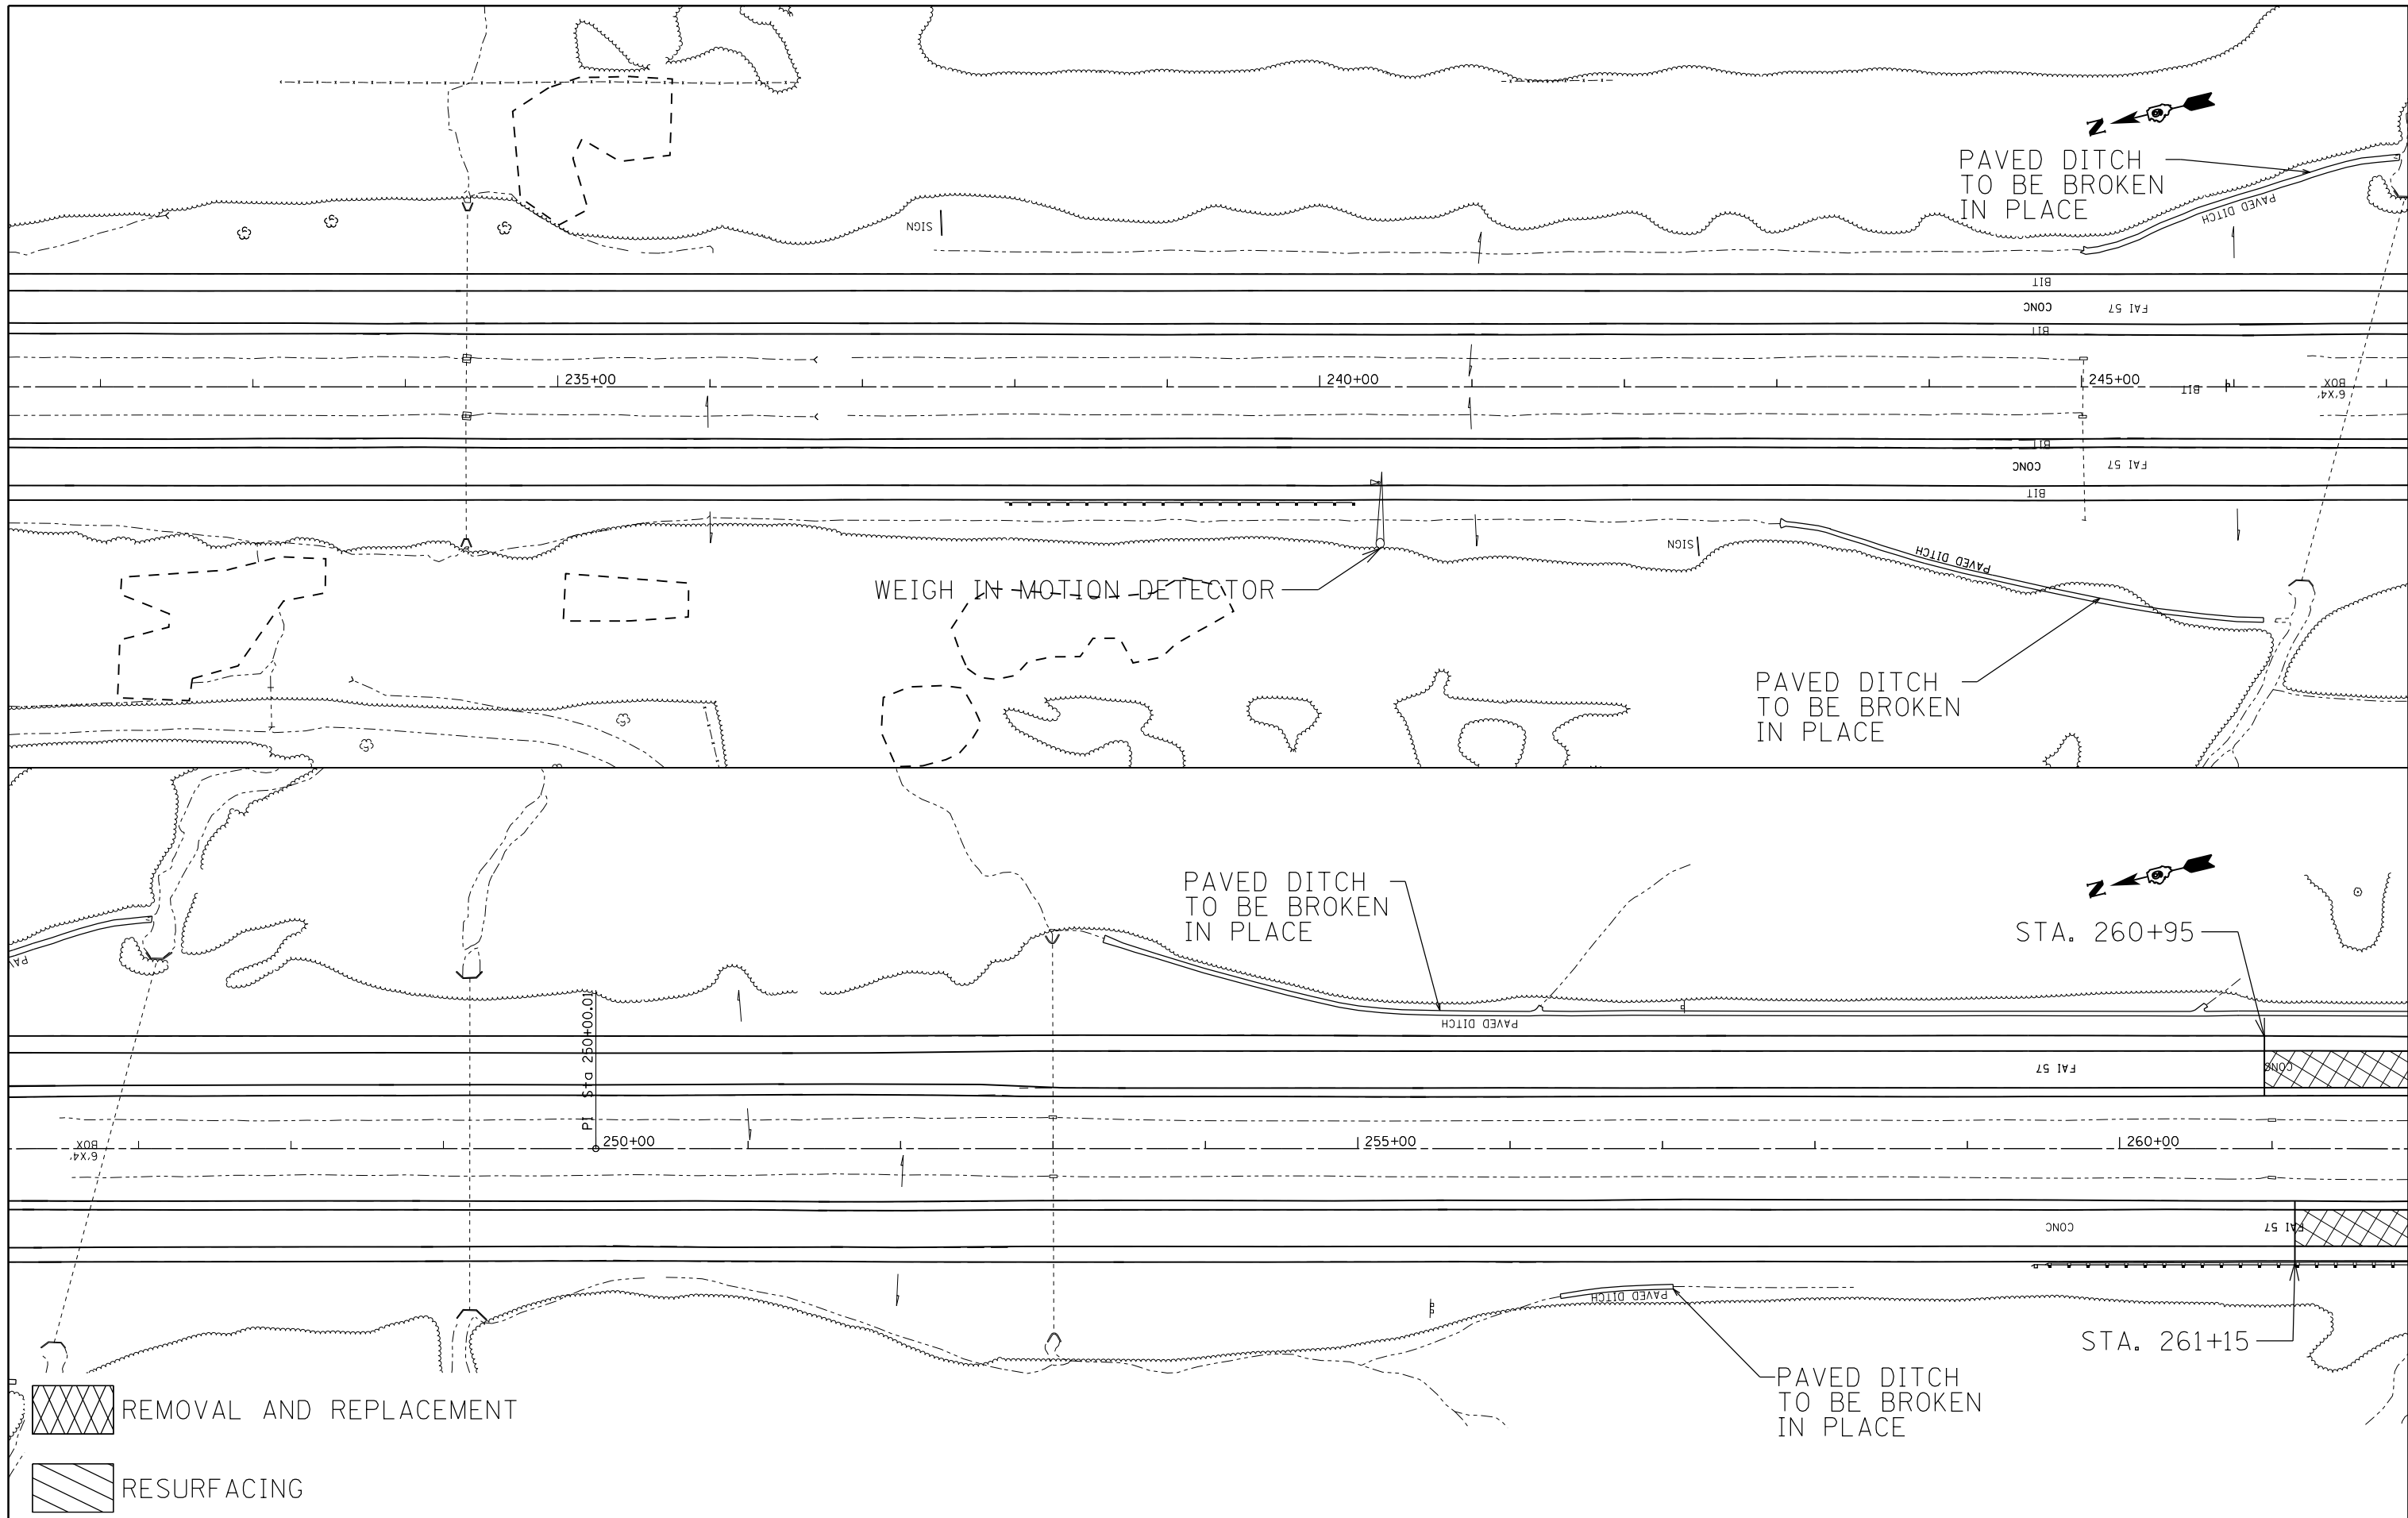 N
PAVED DITCH
TO BE BROKEN
IN PLACE
PAVED DITCH
SIGN
BIT
CONC
FAI 57
BIT
235+00
240+00
245+00
BIT
BOX
6'X4'
BIT
CONC
FAI 57
BIT
SIGN
PAVED DITCH
WEIGH IN MOTION DETECTOR
PAVED DITCH
TO BE BROKEN
IN PLACE
N
PAVED DITCH
TO BE BROKEN
IN PLACE
STA. 260+95
PAV
PI Sta 250+00.01
PAVED DITCH
FAI 57
CONC
BOX
6'X4'
250+00
255+00
260+00
CONC
FAI 57
PAVED DITCH
STA. 261+15
PAVED DITCH
TO BE BROKEN
IN PLACE
REMOVAL AND REPLACEMENT
RESURFACING